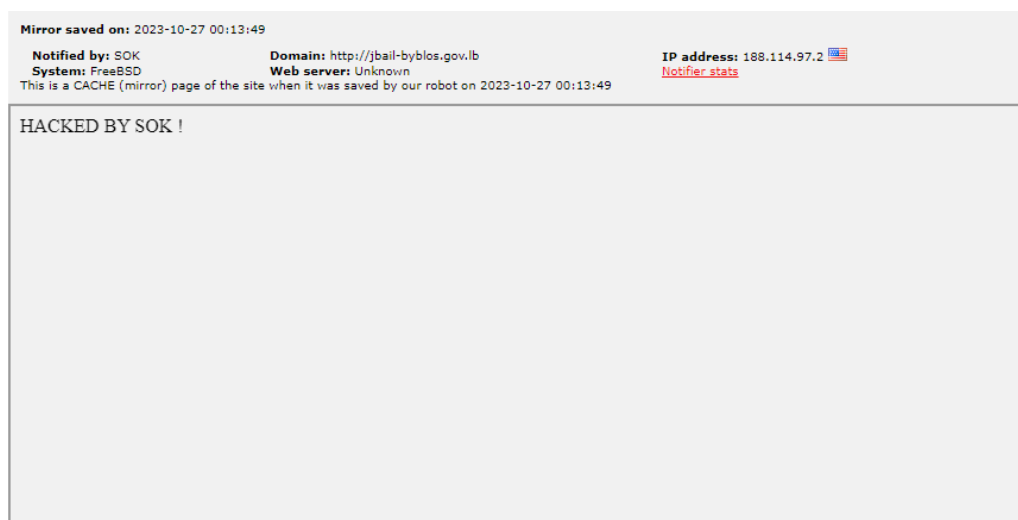 Mirror saved on: 2023-10-27 00:13:49
Notified by: SOK Domain: http://jbail-byblos.gov.lb IP address: 188.114.97.2
System: FreeBSD Web server: Unknown Notifier stats
This is a CACHE (mirror) page of the site when it was saved by our robot on 2023-10-27 00:13:49
HACKED BY SOK !